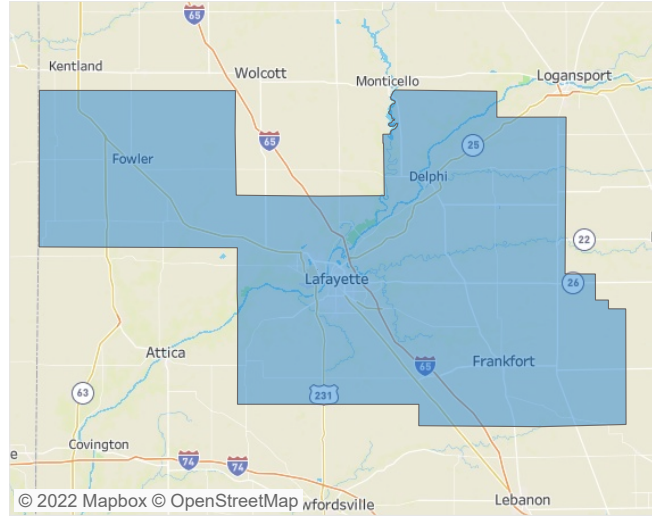 65
Kentland
Wolcott
Monticello
Logansport
65
25
Fowler
Delphi
22
Lafayette
26
Attica
Frankfort
65
63
231
Covington
e
74
74
© 2022 Mapbox © OpenStreetMap
wfordsville
Lebanon